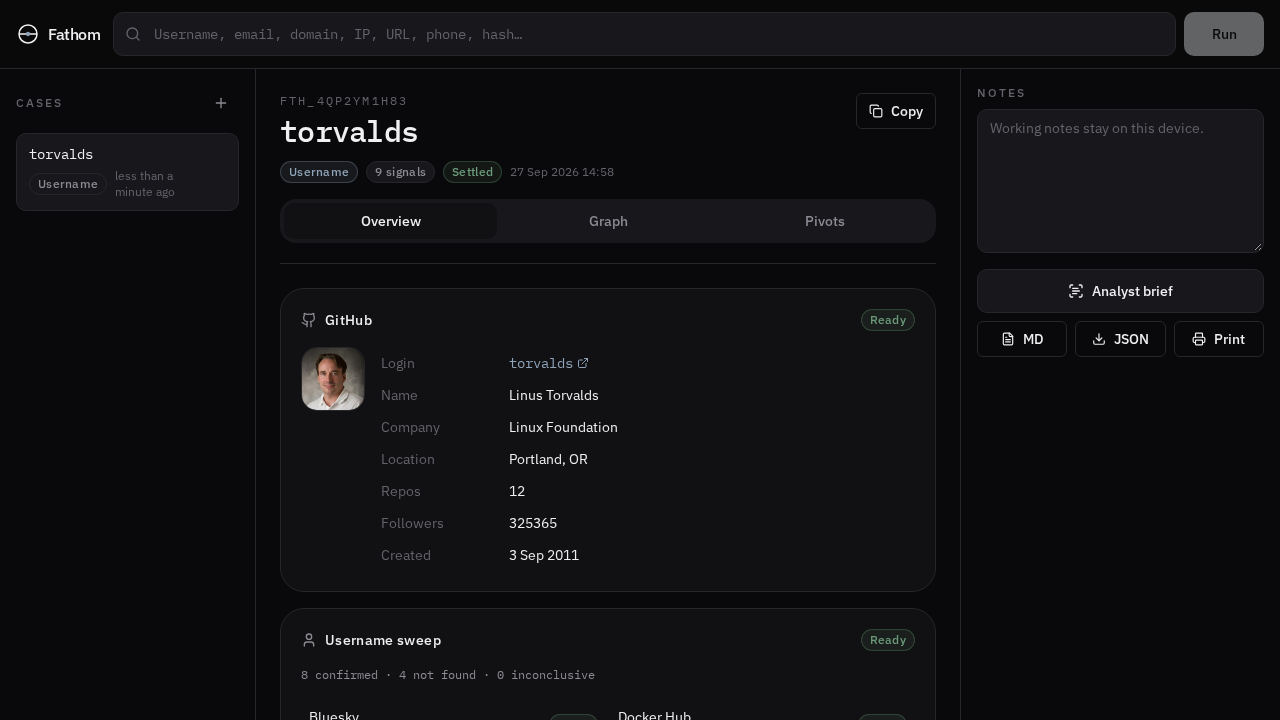 Fathom
Username, email, domain, IP, URL, phone, hash…
Run
CASES
torvalds
Username
less than a
minute ago
FTH_4QP2YM1H83
torvalds
Copy
Username
9 signals
Settled
27 Sep 2026 14:58
Overview
Graph
Pivots
GitHub
Ready
Login
torvalds
Name
Linus Torvalds
Company
Linux Foundation
Location
Portland, OR
Repos
12
Followers
325365
Created
3 Sep 2011
Username sweep
Ready
8 confirmed · 4 not found · 0 inconclusive
Bluesky
Docker Hub
NOTES
Working notes stay on this device.
Analyst brief
MD
JSON
Print